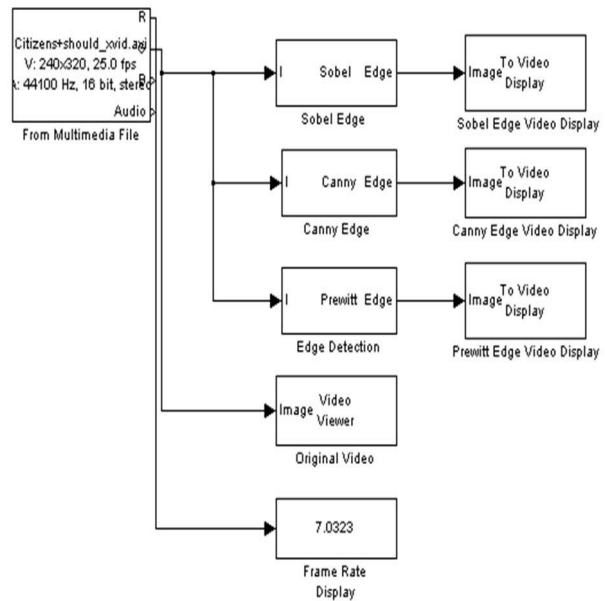 R
Citizens+should_xvid.avi
V: 240x320, 25.0 fps
A: 44100 Hz, 16 bit, stereo
B
Audio
From Multimedia File
I Sobel Edge
Sobel Edge
Image To Video Display
Sobel Edge Video Display
I Canny Edge
Canny Edge
Image To Video Display
Canny Edge Video Display
I Prewitt Edge
Edge Detection
Image To Video Display
Prewitt Edge Video Display
Image Video Viewer
Original Video
7.0323
Frame Rate
Display